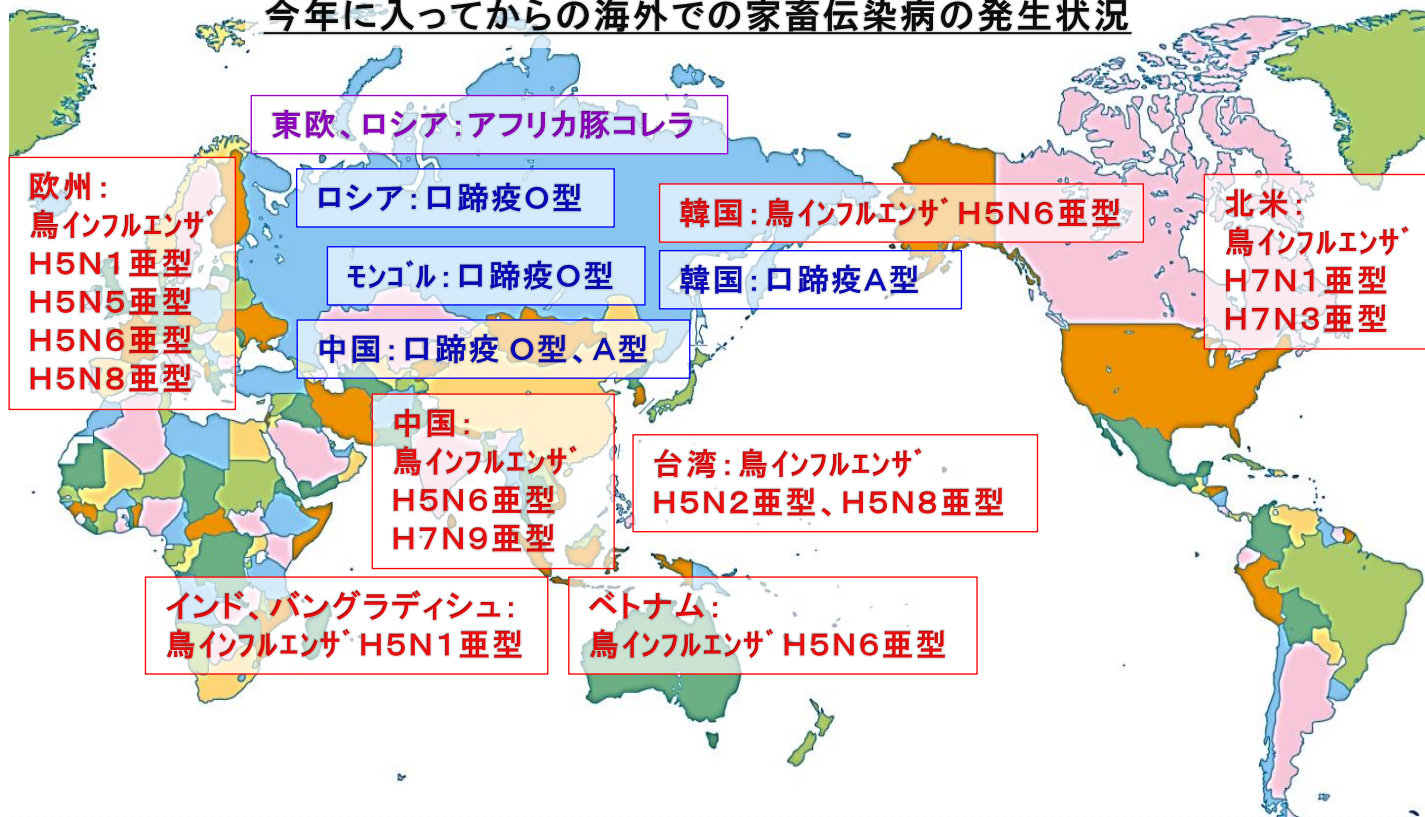 今年に入ってからの海外での家畜伝染病の発生状況
東欧、ロシア：アフリカ豚コレラ
欧州：
鳥インフルエンザ
H5N1亜型
H5N5亜型
H5N6亜型
H5N8亜型
ロシア：口蹄疫O型
モンゴル：口蹄疫O型
中国：口蹄疫 O型、A型
韓国：鳥インフルエンザ H5N6亜型
韓国：口蹄疫A型
北米：
鳥インフルエンザ
H7N1亜型
H7N3亜型
中国：
鳥インフルエンザ
H5N6亜型
H7N9亜型
台湾：鳥インフルエンザ
H5N2亜型、H5N8亜型
インド、バングラディシュ：
鳥インフルエンザ H5N1亜型
ベトナム：
鳥インフルエンザ H5N6亜型